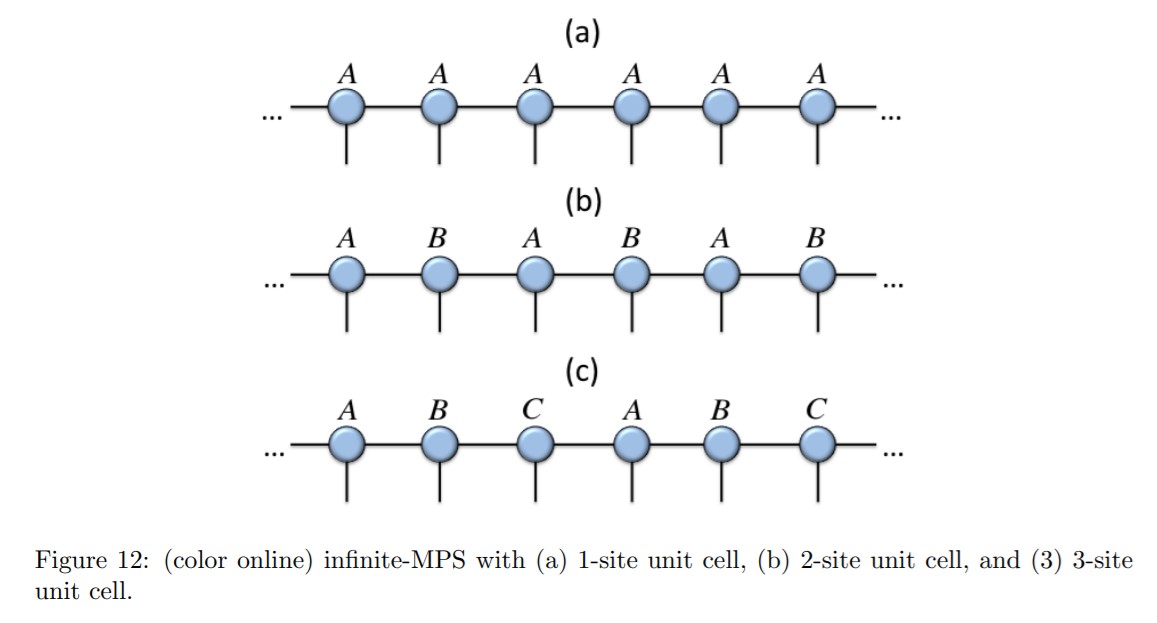 (a)
A A A A A A
... ...
(b)
A B A B A B
... ...
(c)
A B C A B C
... ...
Figure 12: (color online) infinite-MPS with (a) 1-site unit cell, (b) 2-site unit cell, and (3) 3-site
unit cell.